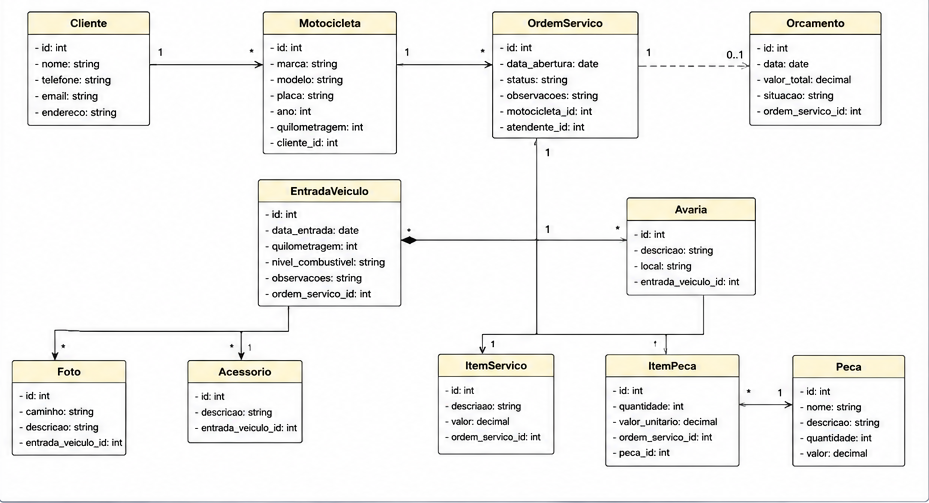 Cliente
- id: int
- nome: string
- telefone: string
- email: string
- endereco: string
1
*
Motocicleta
- id: int
- marca: string
- modelo: string
- placa: string
- ano: int
- quilometragem: int
- cliente_id: int
1
*
OrdemServico
- id: int
- data_abertura: date
- status: string
- observacoes: string
- motocicleta_id: int
- atendente_id: int
1
0..1
Orcamento
- id: int
- data: date
- valor_total: decimal
- situacao: string
- ordem_servico_id: int
1
EntradaVeiculo
- id: int
- data_entrada: date
- quilometragem: int
- nivel_combustivel: string
- observacoes: string
- ordem_servico_id: int
*
1
*
Avaria
- id: int
- descricao: string
- local: string
- entrada_veiculo_id: int
*
* 1
1
Foto
- id: int
- caminho: string
- descricao: string
- entrada_veiculo_id: int
Acessorio
- id: int
- descricao: string
- entrada_veiculo_id: int
ItemServico
- id: int
- descriaao: string
- valor: decimal
- ordem_servico_id: int
ItemPeca
- id: int
- quantidade: int
- valor_unitario: decimal
- ordem_servico_id: int
- peca_id: int
* 1
Peca
- id: int
- nome: string
- descricao: string
- quantidade: int
- valor: decimal